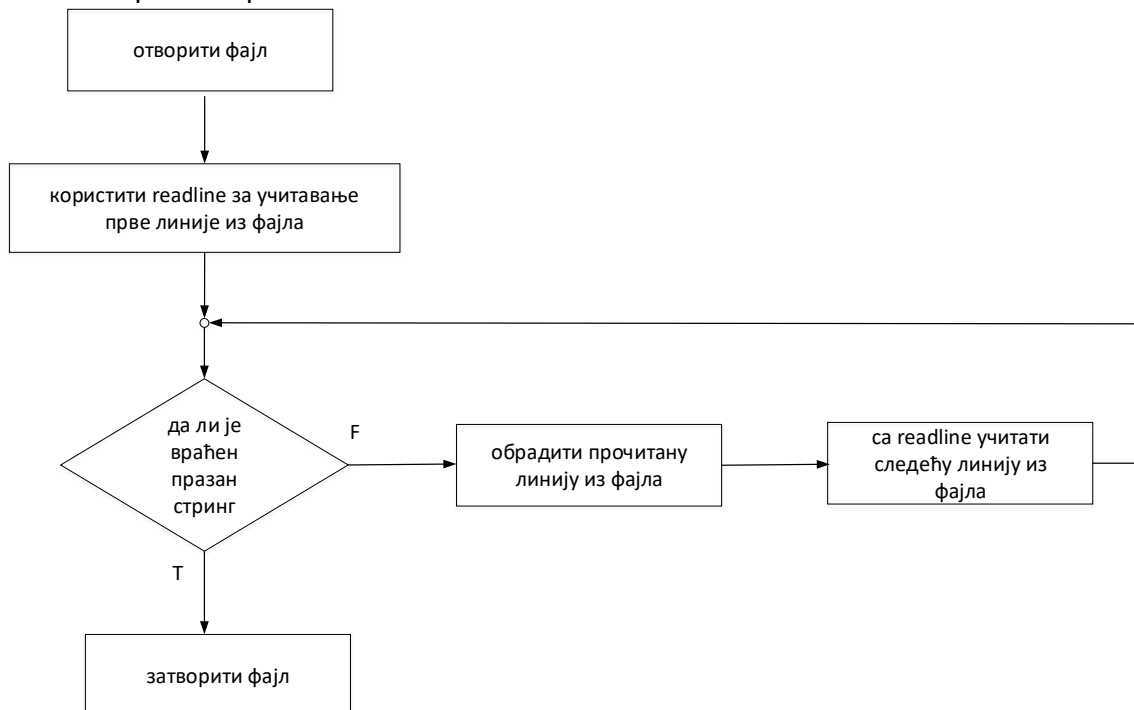 отворити фајл
користити readline за учитавање
прве линије из фајла
да ли је
враћен
празан
стринг
F
обрадити прочитану
линију из фајла
са readline учитати
следећу линију из
фајла
T
затворити фајл